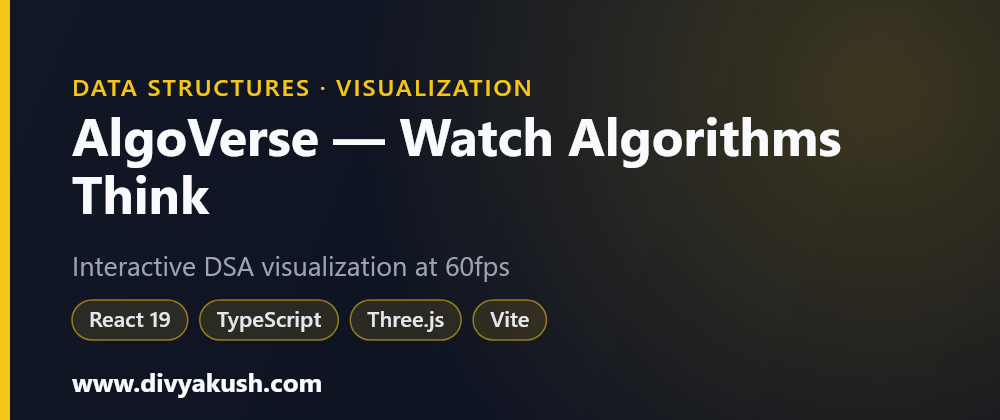 DATA STRUCTURES · VISUALIZATION
AlgoVerse — Watch Algorithms
Think
Interactive DSA visualization at 60fps
React 19 TypeScript Three.js Vite
www.divyakush.com